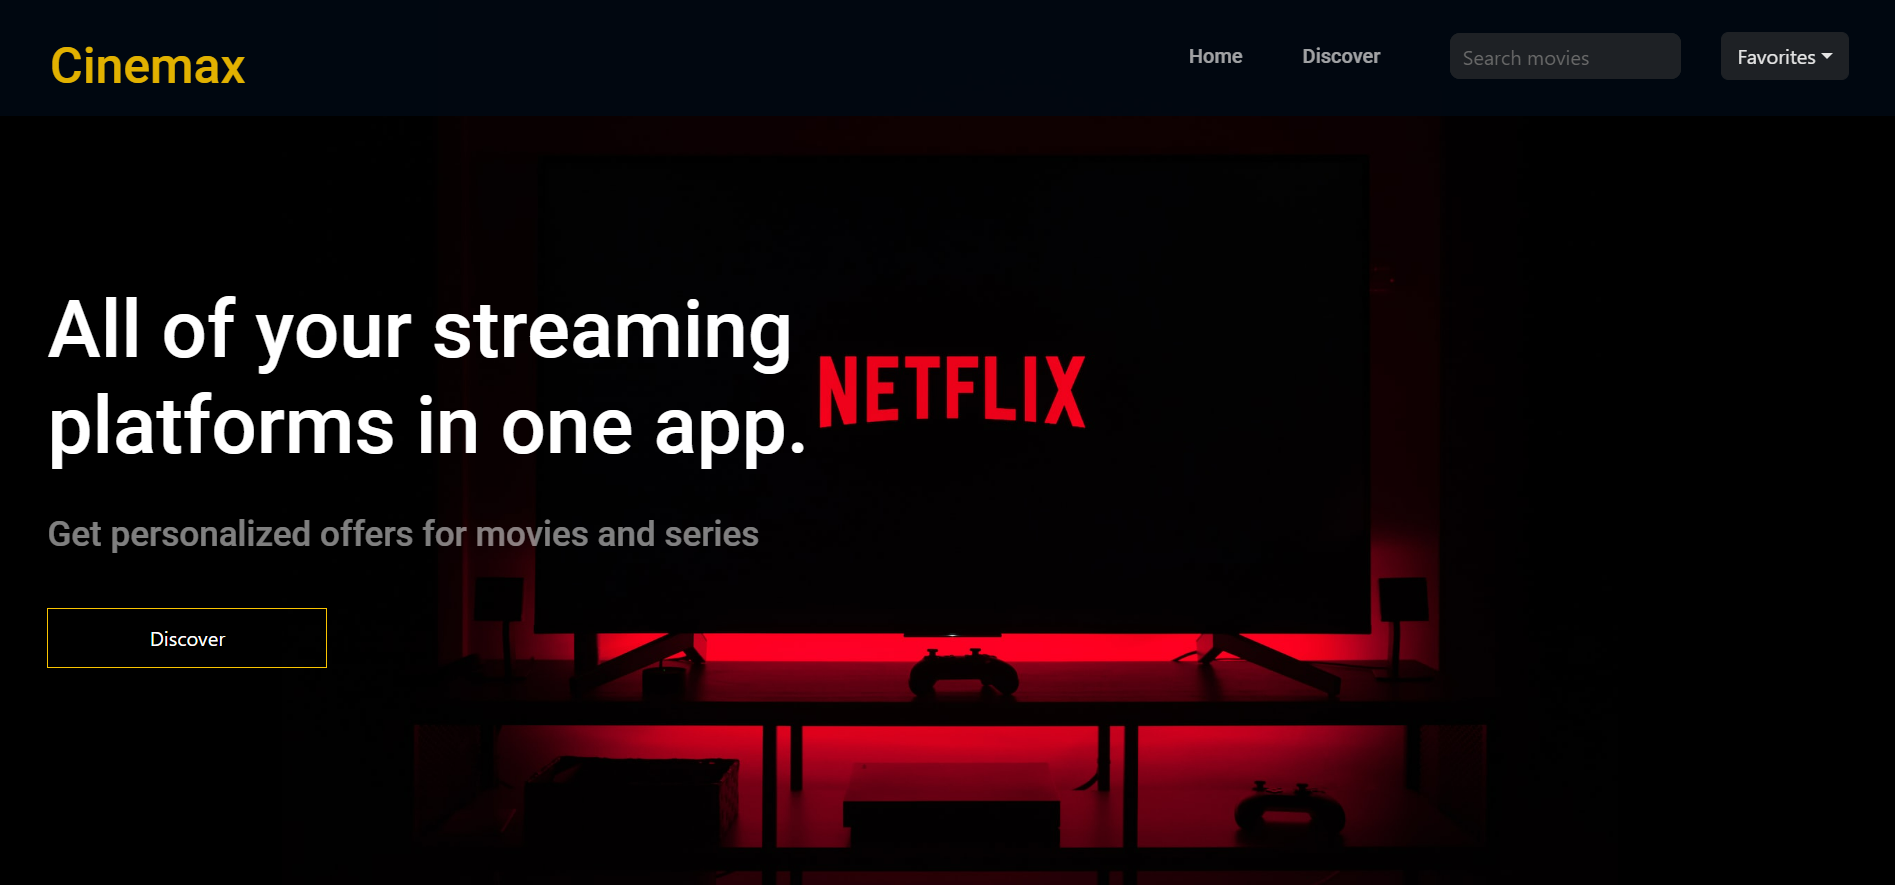 Cinemax
Home
Discover
Search movies
Favorites
All of your streaming
platforms in one app.
NETFLIX
Get personalized offers for movies and series
Discover